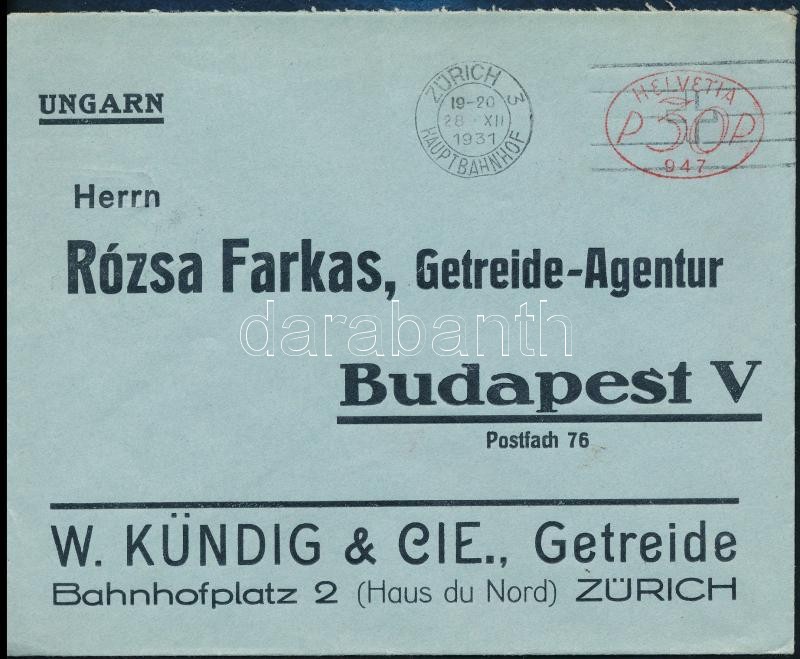 UNGARN
ZÜRICH 3
19-20
28 XII
1931
HAUPTBAHNHOF
HELVETIA
P 30 P
947
Herrn
Rózsa Farkas, Getreide-Agentur
darabanth
Budapest V
Postfach 76
W. KÜNDIG & CIE., Getreide
Bahnhofplatz 2 (Haus du Nord) ZÜRICH